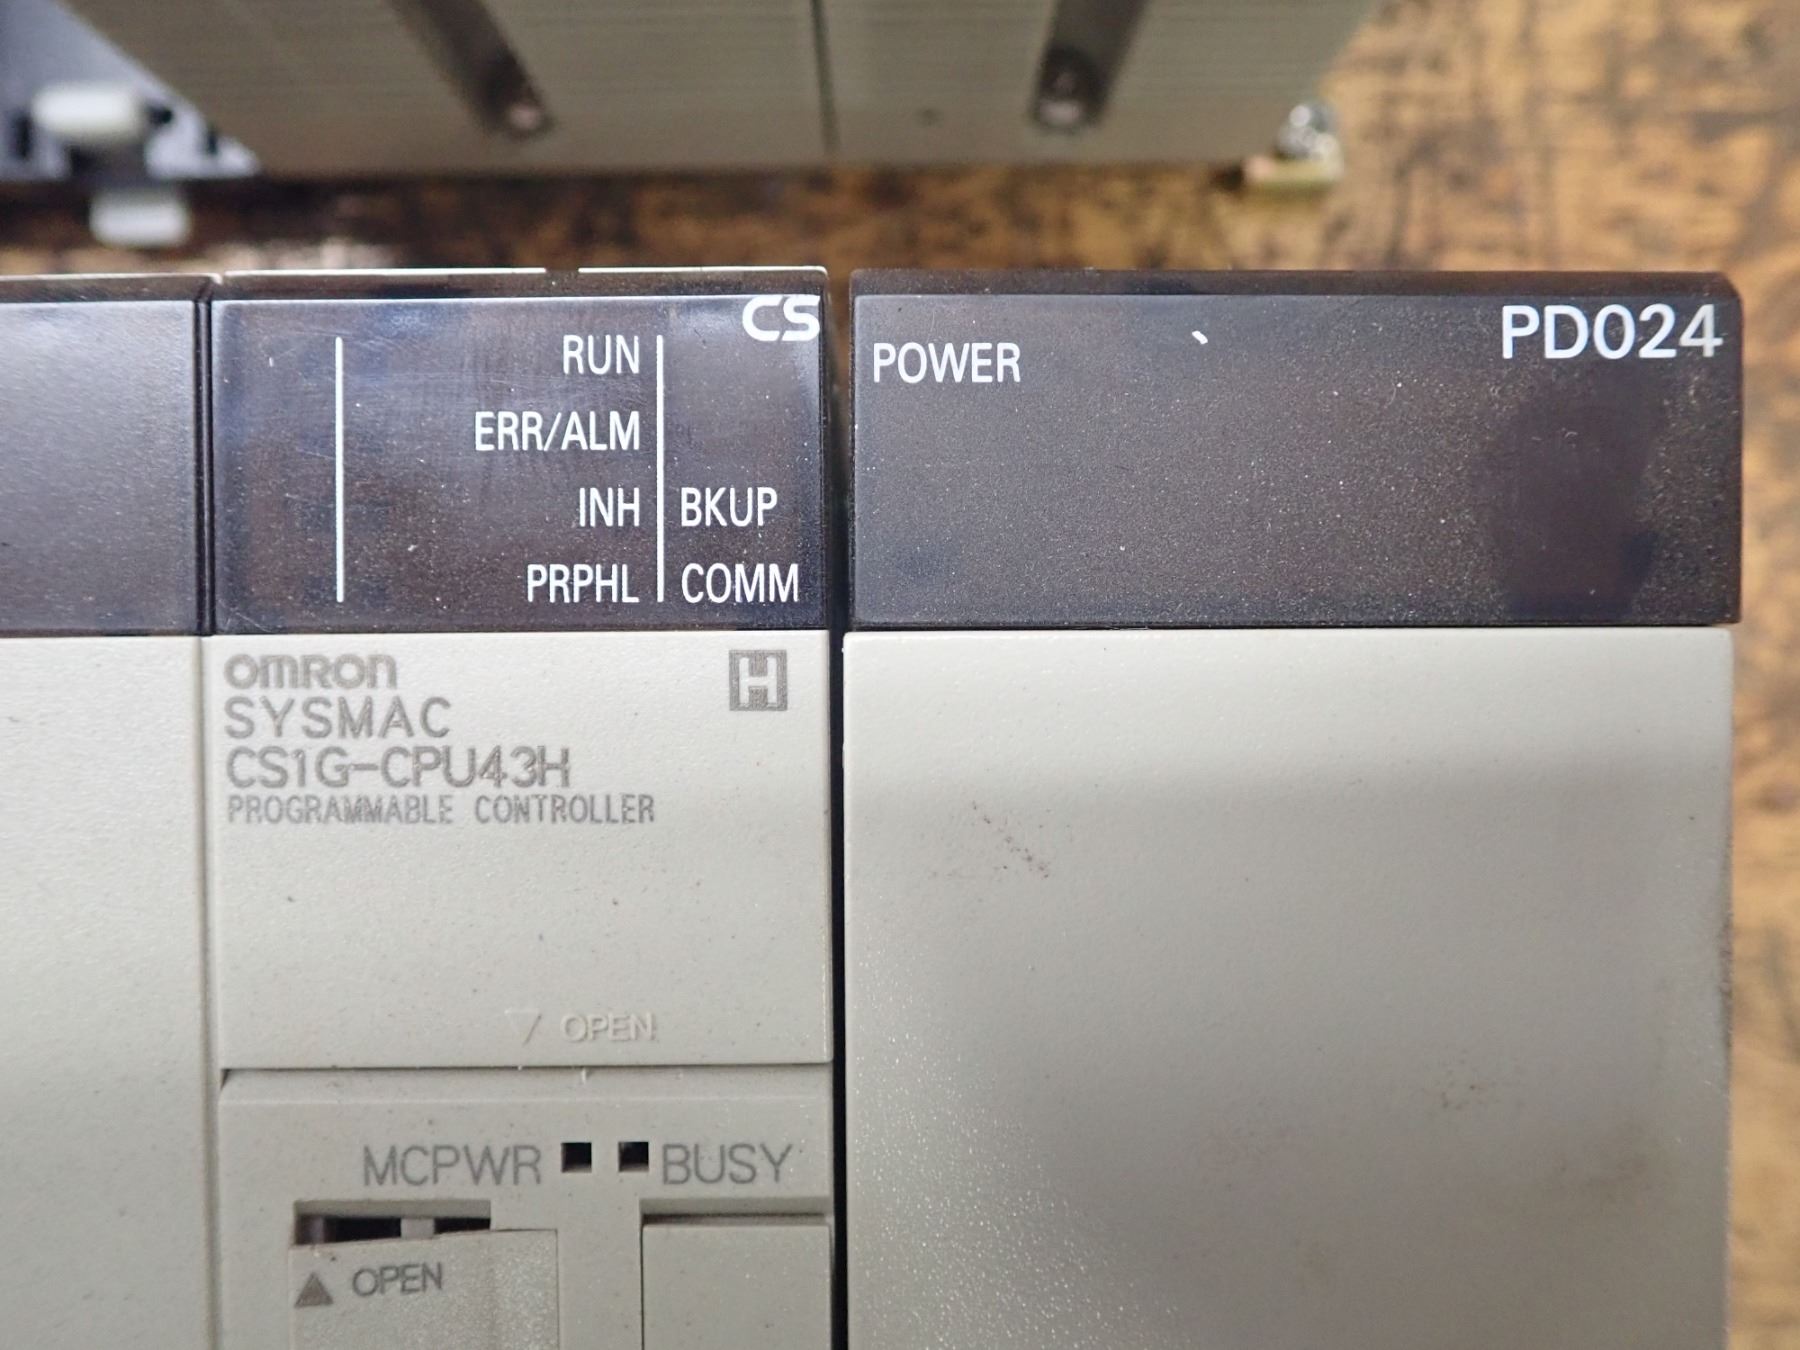 CS
RUN
ERR/ALM
INH BKUP
PRPHL COMM
POWER
PD024
omron
H
SYSMAC
CS1G-CPU43H
PROGRAMMABLE CONTROLLER
▽ OPEN
MCPWR ■ ■ BUSY
▲ OPEN